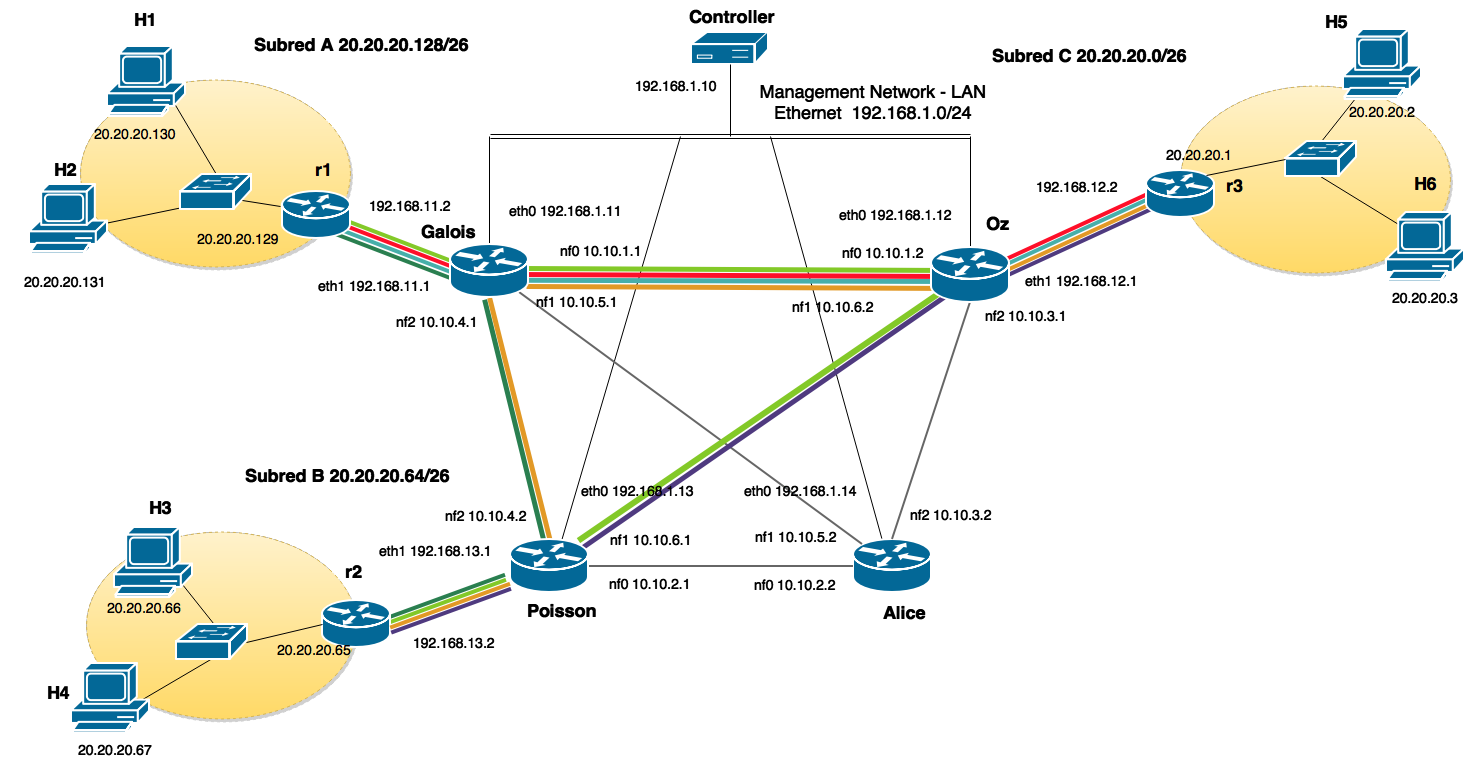 H1
Controller
H5
Subred A 20.20.20.128/26
Subred C 20.20.20.0/26
192.168.1.10
Management Network - LAN
Ethernet 192.168.1.0/24
20.20.20.130
20.20.20.2
20.20.20.1
H2
r1
r3
H6
192.168.12.2
192.168.11.2
eth0 192.168.1.11
eth0 192.168.1.12
Galois
Oz
20.20.20.129
nf0 10.10.1.1
nf0 10.10.1.2
20.20.20.131
eth1 192.168.11.1
eth1 192.168.12.1
nf1 10.10.5.1
nf1 10.10.6.2
20.20.20.3
nf2 10.10.4.1
nf2 10.10.3.1
Subred B 20.20.20.64/26
eth0 192.168.1.13
eth0 192.168.1.14
H3
nf2 10.10.4.2
nf2 10.10.3.2
eth1 192.168.13.1
nf1 10.10.6.1
nf1 10.10.5.2
r2
nf0 10.10.2.1
nf0 10.10.2.2
20.20.20.66
Poisson
Alice
20.20.20.65
192.168.13.2
H4
20.20.20.67